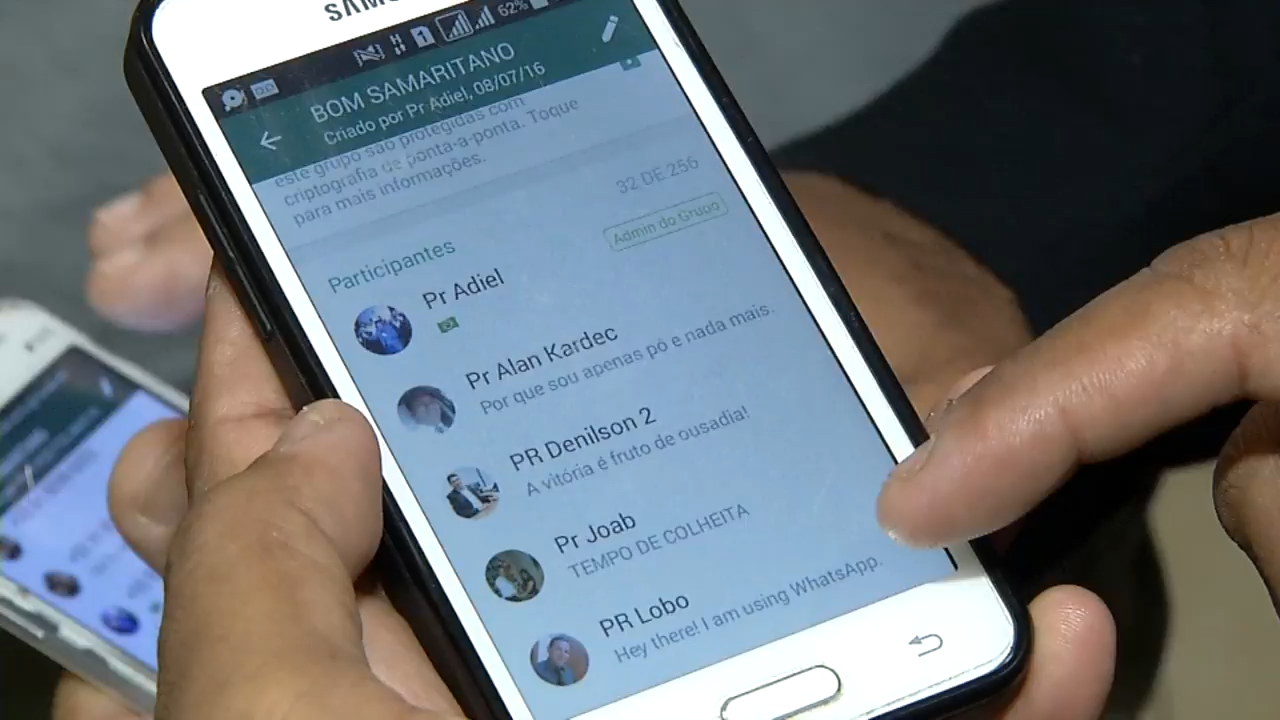 SAMS
62%
BOM SAMARITANO
Criado por Pr Adiel, 08/07/16
este grupo são protegidas com
criptografia de ponta-a-ponta. Toque
para mais informações.
Participantes
32 DE 256
Pr Adiel
Admin do Grupo
Pr Alan Kardec
Por que sou apenas pó e nada mais.
PR Denilson 2
A vitória é fruto de ousadia!
Pr Joab
TEMPO DE COLHEITA
PR Lobo
Hey there! I am using WhatsApp.